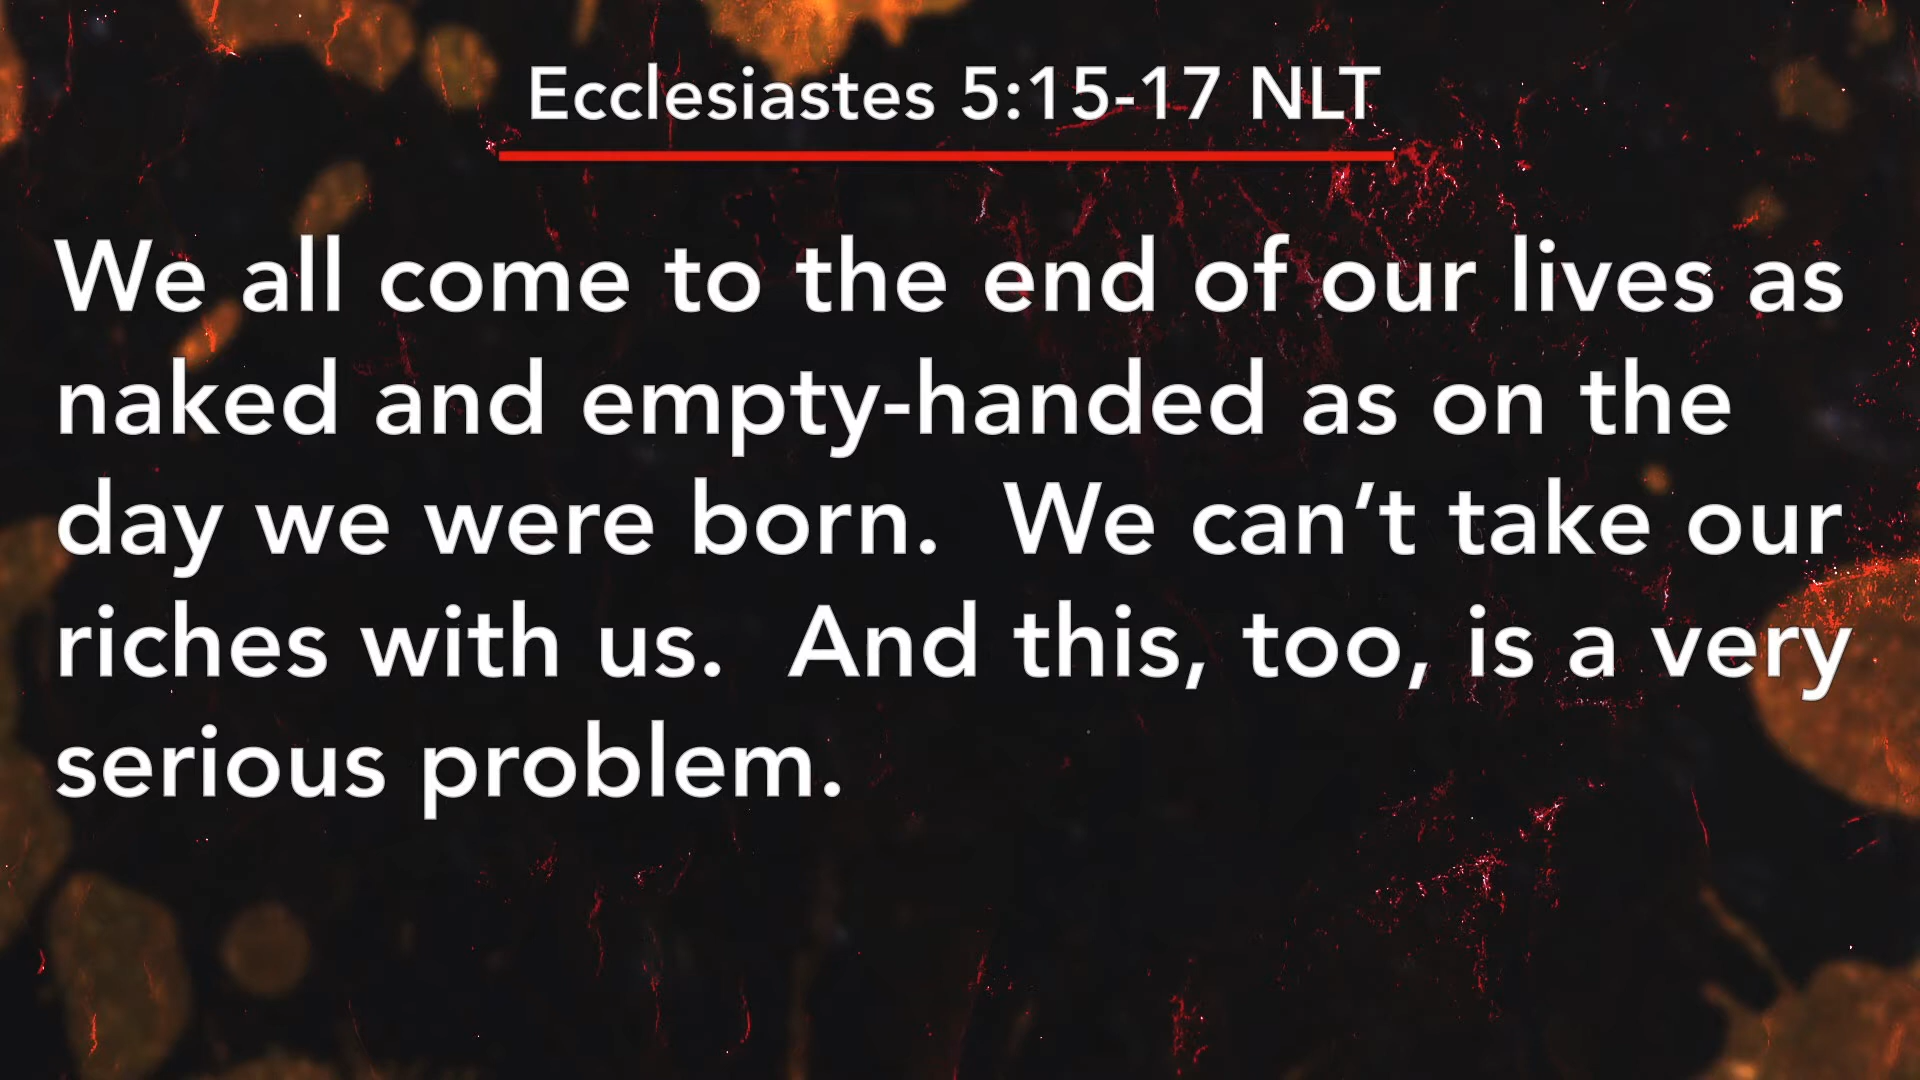 Ecclesiastes 5:15-17 NLT
We all come to the end of our lives as
naked and empty-handed as on the
day we were born.  We can’t take our
riches with us.  And this, too, is a very
serious problem.